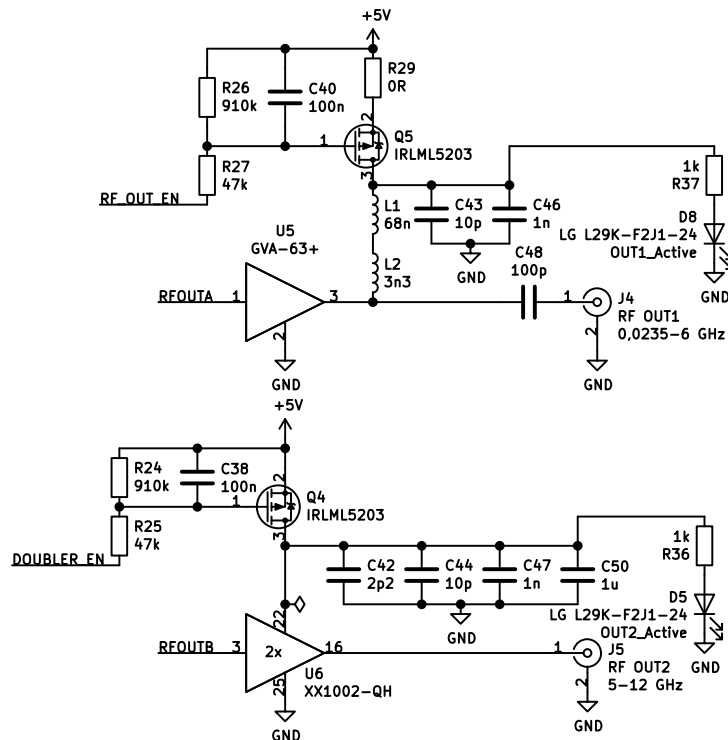 +5V
R26
910k
C40
100n
R29
0R
2
1
Q5
IRLML5203
3
R27
47k
RF_OUT_EN
1k
R37
L1
68n
C43
10p
C46
1n
D8
LG L29K-F2J1-24
OUT1_Active
GND
U5
GVA-63+
L2
3n3
GND
C48
100p
RFOUTA
1
3
2
GND
1
J4
RF OUT1
0,0235-6 GHz
2
GND
+5V
R24
910k
C38
100n
2
1
Q4
IRLML5203
3
R25
47k
DOUBLER_EN
C42
2p2
C44
10p
C47
1n
C50
1u
GND
1k
R36
D5
LG L29K-F2J1-24
OUT2_Active
GND
22
RFOUTB
3
2x
16
25
U6
XX1002-QH
GND
1
J5
RF OUT2
5-12 GHz
2
GND